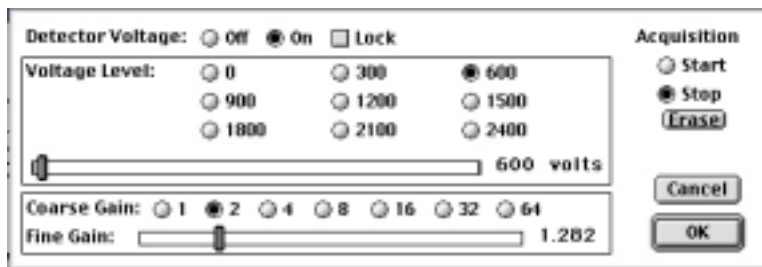 Detector Voltage: Off On Lock
Acquisition
Voltage Level: 0 300 600
Start
900 1200 1500
Stop
1800 2100 2400
Erase
600 volts
Cancel
Coarse Gain: 1 2 4 8 16 32 64
Fine Gain: 1.282
OK